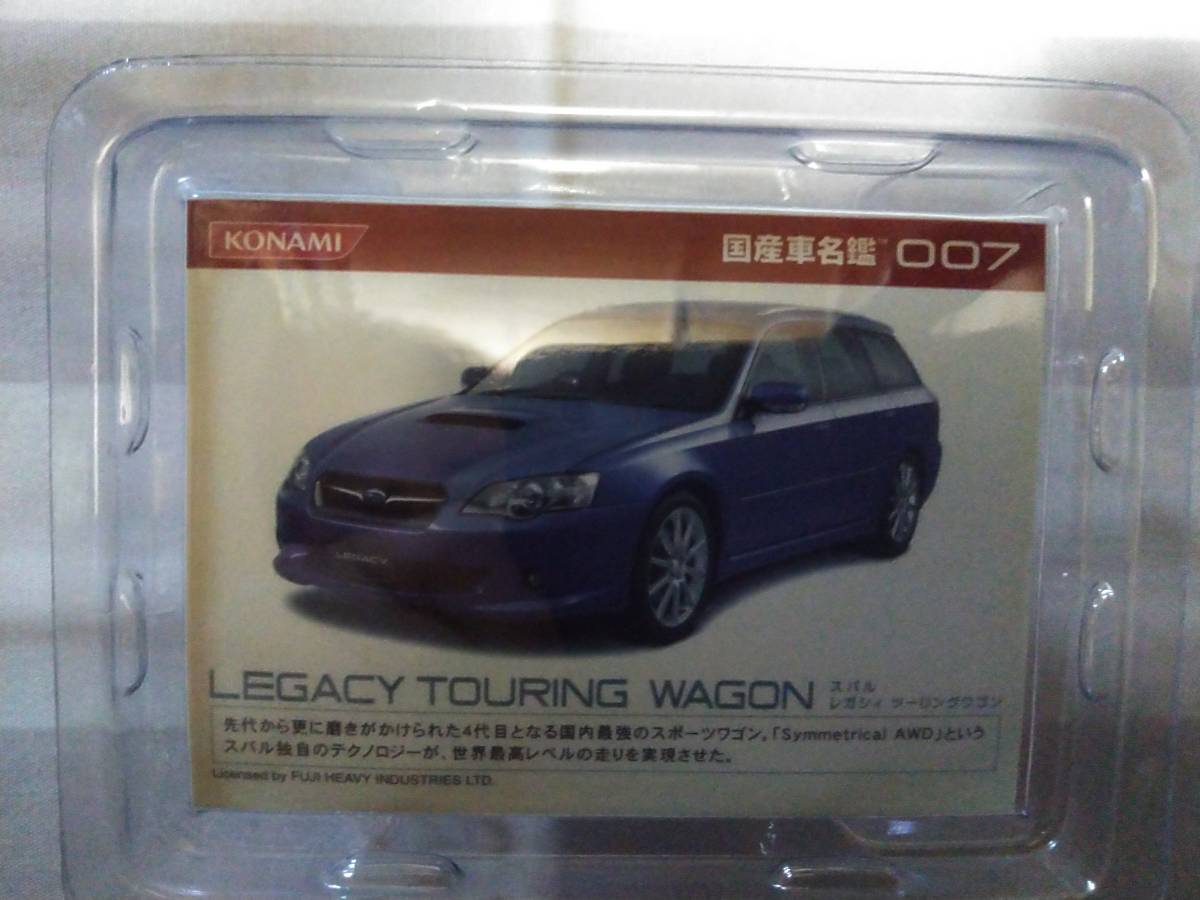 KONAMI
国産車名鑑™ 007
LEGACY
LEGACY TOURING WAGON
スバル
レガシィ ツーリングワゴン
先代から更に磨きがかけられた4代目となる国内最強のスポーツワゴン。「Symmetrical AWD」という
スバル独自のテクノロジーが、世界最高レベルの走りを実現させた。
Licensed by FUJI HEAVY INDUSTRIES LTD.